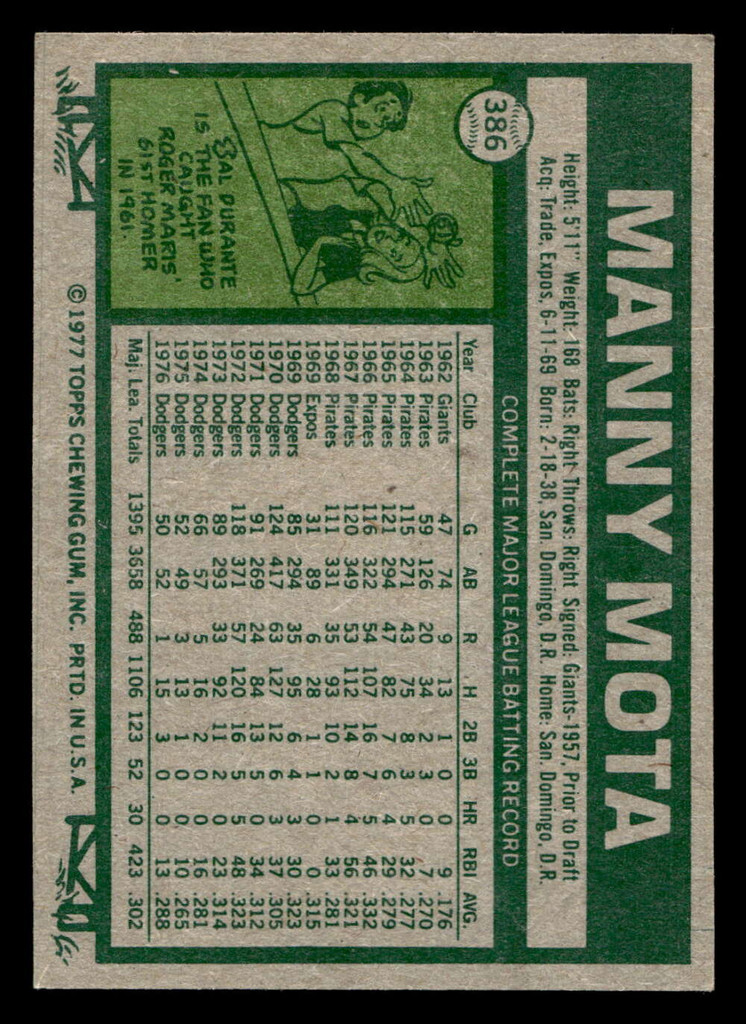 386
MANNY MOTA
Height: 5'11" Weight: 168 Bats: Right Throws: Right Signed: Giants-1957, Prior to Draft
Acq: Trade, Expos, 6-11-69 Born: 2-18-38, San. Domingo, D.R. Home: San. Domingo, D.R.
SAL DURANTE
IS THE FAN WHO
CAUGHT
ROGER MARIS'
61ST HOMER
IN 1961.
COMPLETE MAJOR LEAGUE BATTING RECORD
Year Club G AB R H 2B 3B HR RBI AVG.
1962 Giants 47 74 9 13 1 0 0 9 .176
1963 Pirates 59 126 20 34 2 3 0 7 .270
1964 Pirates 115 271 43 75 8 3 5 32 .277
1965 Pirates 121 294 47 82 7 6 4 29 .279
1966 Pirates 116 322 54 107 16 7 5 46 .332
1967 Pirates 120 349 53 112 14 8 4 56 .321
1968 Pirates 111 331 35 93 10 2 1 33 .281
1969 Expos 31 89 6 28 1 1 0 0 .315
1969 Dodgers 85 294 35 95 6 4 3 30 .323
1970 Dodgers 124 417 63 127 12 6 3 37 .305
1971 Dodgers 91 269 24 84 13 5 0 34 .312
1972 Dodgers 118 371 57 120 16 5 5 48 .323
1973 Dodgers 89 293 33 92 11 2 0 23 .314
1974 Dodgers 66 57 5 16 2 0 0 16 .281
1975 Dodgers 52 49 3 13 1 0 0 10 .265
1976 Dodgers 50 52 1 15 3 0 0 13 .288
Maj. Lea. Totals 1395 3658 488 1106 123 52 30 423 .302
© 1977 TOPPS CHEWING GUM, INC. PRTD. IN U.S.A.